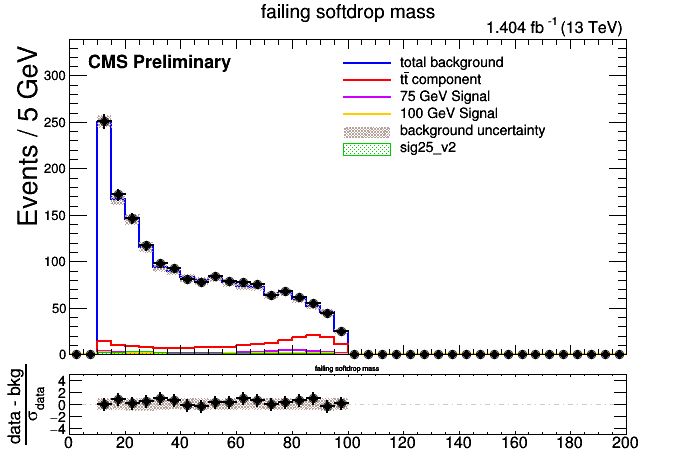 failing softdrop mass
1.404 fb⁻¹ (13 TeV)
CMS Preliminary
total background
tt̄ component
75 GeV Signal
100 GeV Signal
background uncertainty
sig25_v2
Events / 5 GeV
300
250
200
150
100
50
0
failing softdrop mass
data - bkg
σ data
4
2
0
−2
−4
0 20 40 60 80 100 120 140 160 180 200